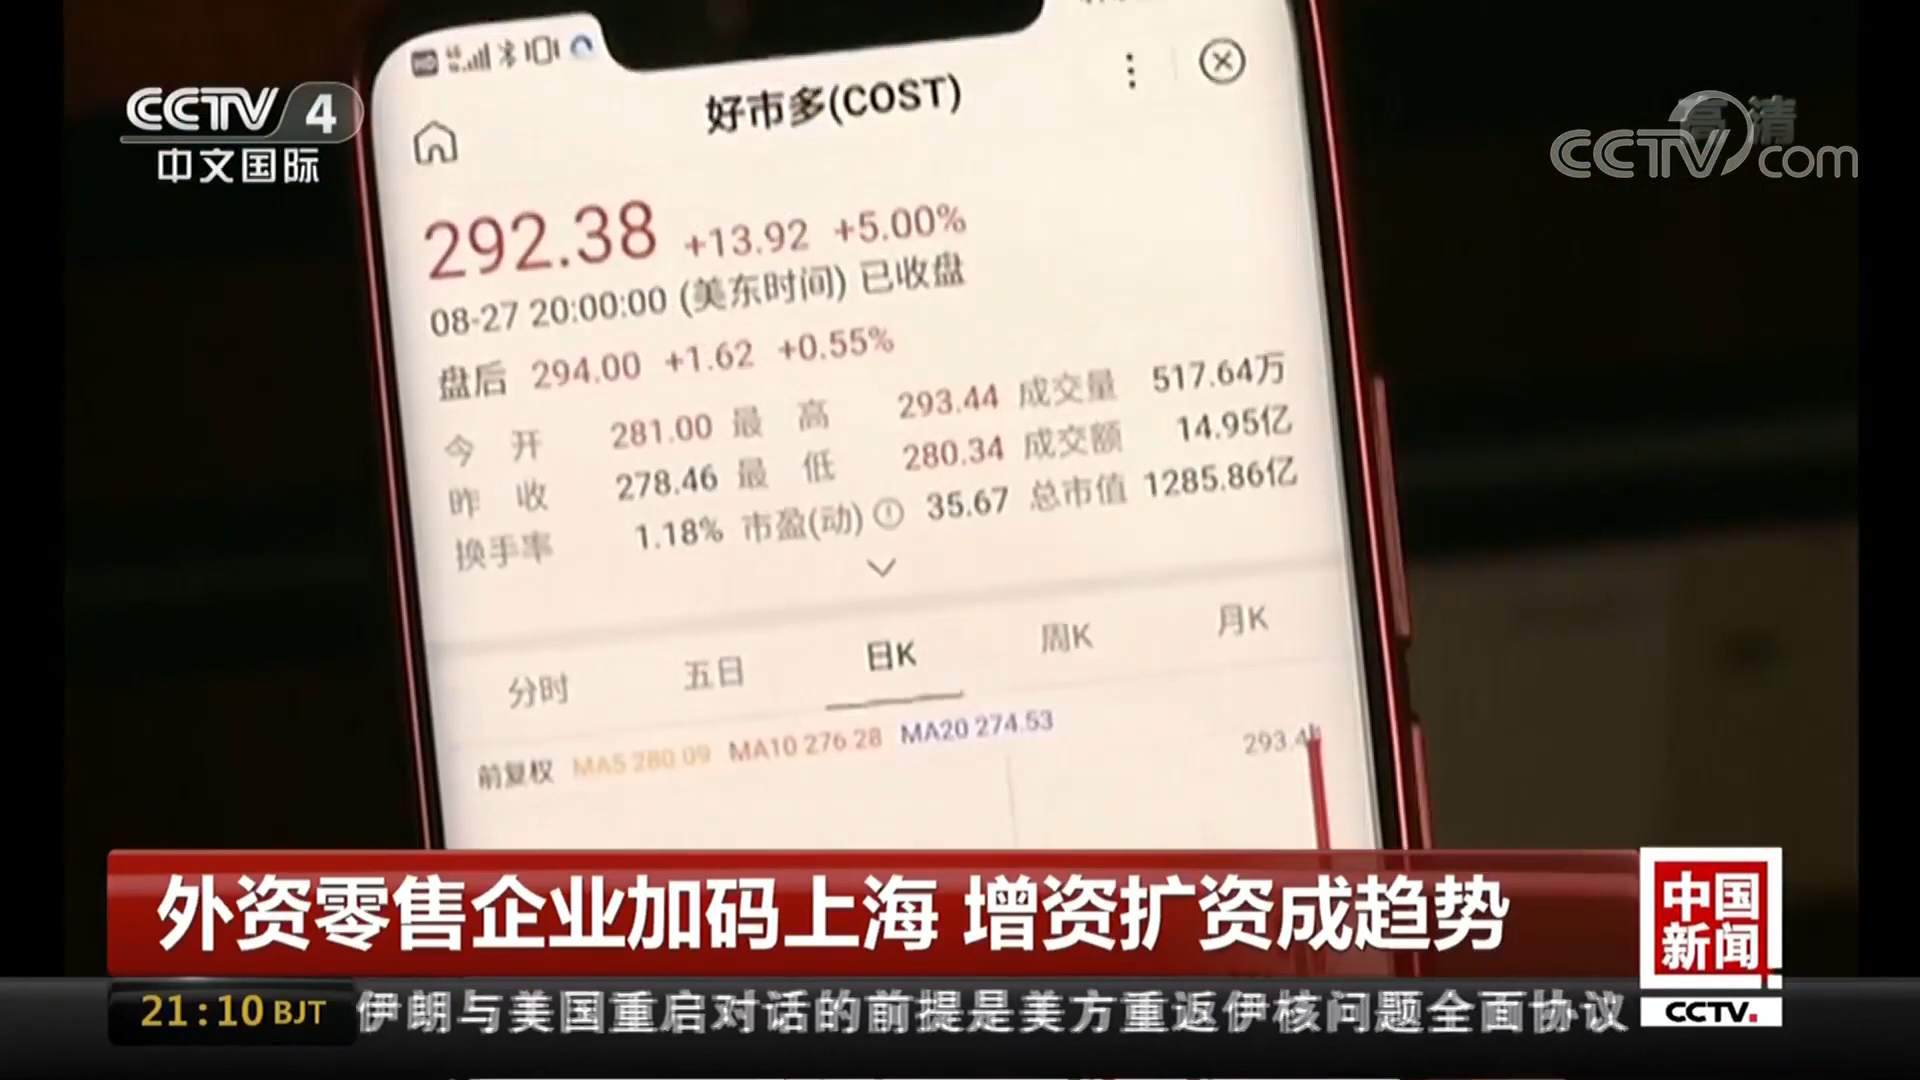 CCTV 4
中文国际
高清
CCTV com
HD
好市多(COST)
292.38 +13.92 +5.00%
08-27 20:00:00 (美东时间) 已收盘
盘后 294.00 +1.62 +0.55%
今 开 281.00 最 高 293.44 成交量 517.64万
昨 收 278.46 最 低 280.34 成交额 14.95亿
换手率 1.18% 市盈(动) 35.67 总市值 1285.86亿
分时 五日 日K 周K 月K
前复权 MA5 280.09 MA10 276.28 MA20 274.53
293.4
外资零售企业加码上海 增资扩资成趋势
中国新闻
CCTV.
21:10 BJT 伊朗与美国重启对话的前提是美方重返伊核问题全面协议